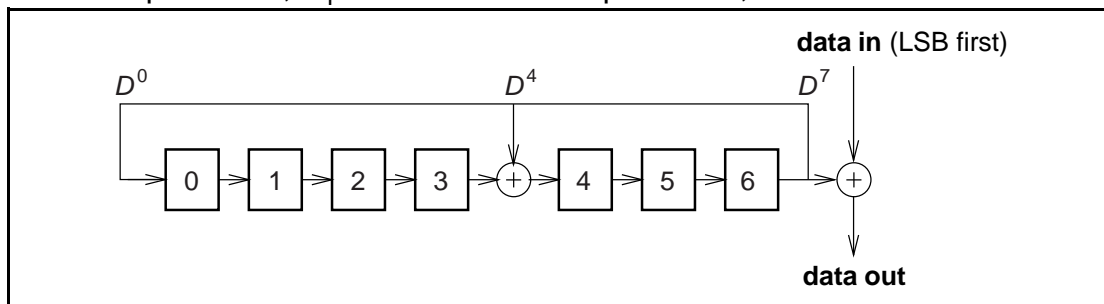 data in (LSB first)
D⁰ D⁴ D⁷
0 1 2 3 + 4 5 6 +
data out